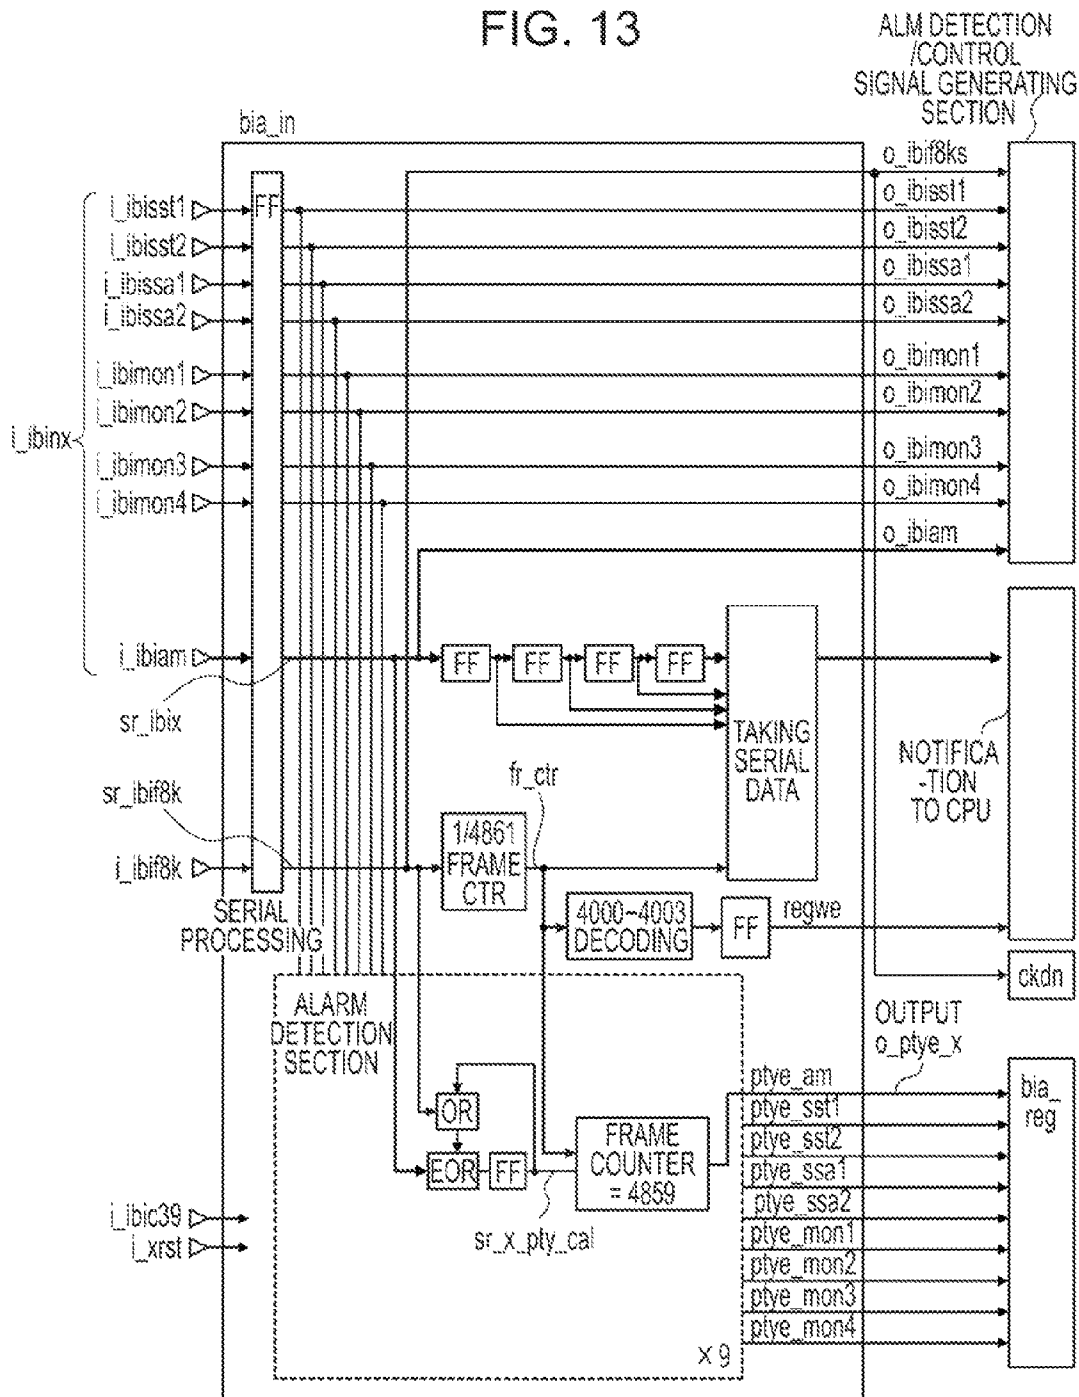 FIG. 13
ALM DETECTION
/CONTROL
SIGNAL GENERATING
SECTION
bia_in
o_ibif8ks
i_ibisst1
FF
o_ibisst1
i_ibisst2
o_ibisst2
i_ibissa1
o_ibissa1
i_ibissa2
o_ibissa2
i_ibimon1
o_ibimon1
i_ibimon2
o_ibimon2
i_ibinx
i_ibimon3
o_ibimon3
i_ibimon4
o_ibimon4
o_ibiam
i_ibiam
FF
FF
FF
FF
sr_ibix
TAKING
SERIAL
DATA
NOTIFICA
-TION
TO CPU
sr_ibif8k
fr_ctr
i_ibif8k
1/4861
FRAME
CTR
SERIAL
PROCESSING
4000~4003
DECODING
FF
regwe
ckdn
ALARM
DETECTION
SECTION
OUTPUT
o_ptye_x
OR
EOR
FF
FRAME
COUNTER
= 4859
sr_x_pty_cal
ptye_am
ptye_sst1
ptye_sst2
ptye_ssa1
ptye_ssa2
ptye_mon1
ptye_mon2
ptye_mon3
ptye_mon4
bia_
reg
i_ibic39
i_xrst
× 9